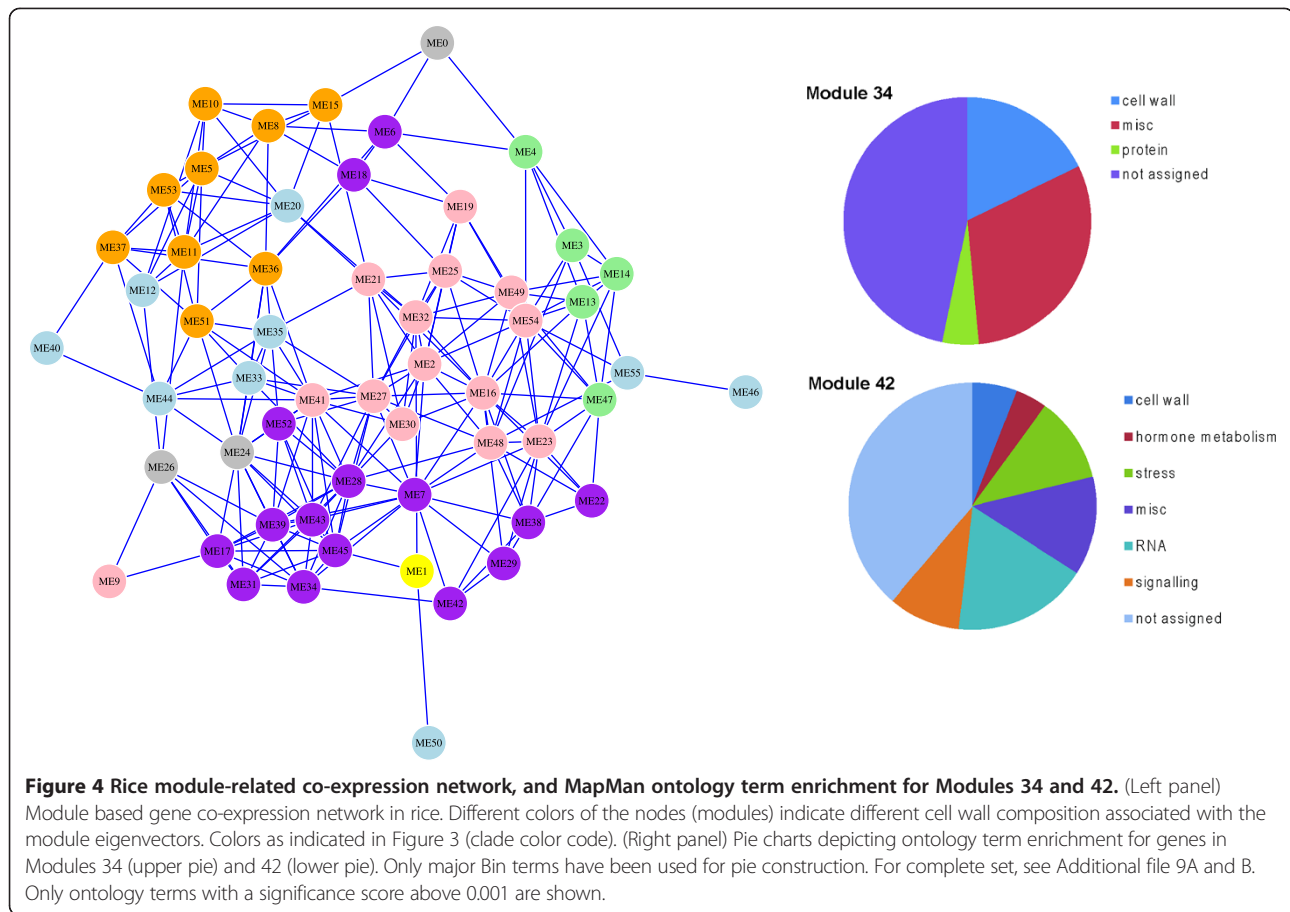 ME0
ME10
ME15
ME8
ME6
ME4
ME5
ME18
ME53
ME20
ME19
ME37
ME11
ME3
ME36
ME25
ME14
ME21
ME12
ME49
ME13
ME32
ME54
ME51
ME35
ME40
ME2
ME55
ME33
ME46
ME44
ME41
ME27
ME16
ME47
ME52
ME30
ME48
ME23
ME24
ME26
ME28
ME7
ME22
ME39
ME43
ME38
ME17
ME45
ME29
ME9
ME31
ME34
ME1
ME42
ME50
Module 34
cell wall
misc
protein
not assigned
Module 42
cell wall
hormone metabolism
stress
misc
RNA
signalling
not assigned
Figure 4 Rice module-related co-expression network, and MapMan ontology term enrichment for Modules 34 and 42. (Left panel)
Module based gene co-expression network in rice. Different colors of the nodes (modules) indicate different cell wall composition associated with the
module eigenvectors. Colors as indicated in Figure 3 (clade color code). (Right panel) Pie charts depicting ontology term enrichment for genes in
Modules 34 (upper pie) and 42 (lower pie). Only major Bin terms have been used for pie construction. For complete set, see Additional file 9A and B.
Only ontology terms with a significance score above 0.001 are shown.